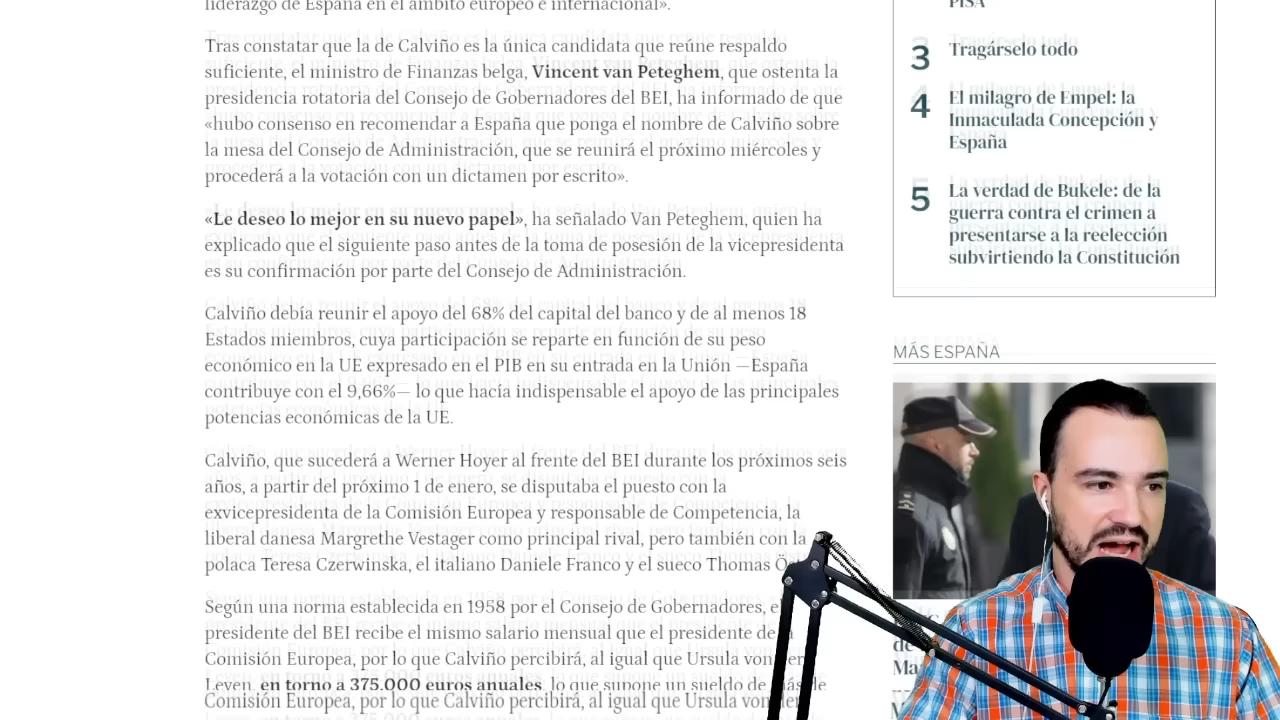 liderazgo de España en el ámbito europeo e internacional».
Tras constatar que la de Calviño es la única candidata que reúne respaldo
suficiente, el ministro de Finanzas belga, Vincent van Peteghem, que ostenta la
presidencia rotatoria del Consejo de Gobernadores del BEI, ha informado de que
«hubo consenso en recomendar a España que ponga el nombre de Calviño sobre
la mesa del Consejo de Administración, que se reunirá el próximo miércoles y
procederá a la votación con un dictamen por escrito».
«Le deseo lo mejor en su nuevo papel», ha señalado Van Peteghem, quien ha
explicado que el siguiente paso antes de la toma de posesión de la vicepresidenta
es su confirmación por parte del Consejo de Administración.
Calviño debía reunir el apoyo del 68% del capital del banco y de al menos 18
Estados miembros, cuya participación se reparte en función de su peso
económico en la UE expresado en el PIB en su entrada en la Unión —España
contribuye con el 9,66%— lo que hacía indispensable el apoyo de las principales
potencias económicas de la UE.
Calviño, que sucederá a Werner Hoyer al frente del BEI durante los próximos seis
años, a partir del próximo 1 de enero, se disputaba el puesto con la
exvicepresidenta de la Comisión Europea y responsable de Competencia, la
liberal danesa Margrethe Vestager como principal rival, pero también con la
polaca Teresa Czerwinska, el italiano Daniele Franco y el sueco Thomas
Según una norma establecida en 1958 por el Consejo de Gobernadores,
presidente del BEI recibe el mismo salario mensual que el presidente de
Comisión Europea, por lo que Calviño percibirá, al igual que Ursula von
Leyen, en torno a 375.000 euros anuales, lo que supone un sueldo de más de
Comisión Europea, por lo que Calviño percibirá, al igual que Ursula von
PISA
3 Tragárselo todo
4 El milagro de Empel: la
Inmaculada Concepción y
España
5 La verdad de Bukele: de la
guerra contra el crimen a
presentarse a la reelección
subvirtiendo la Constitución
MÁS ESPAÑA